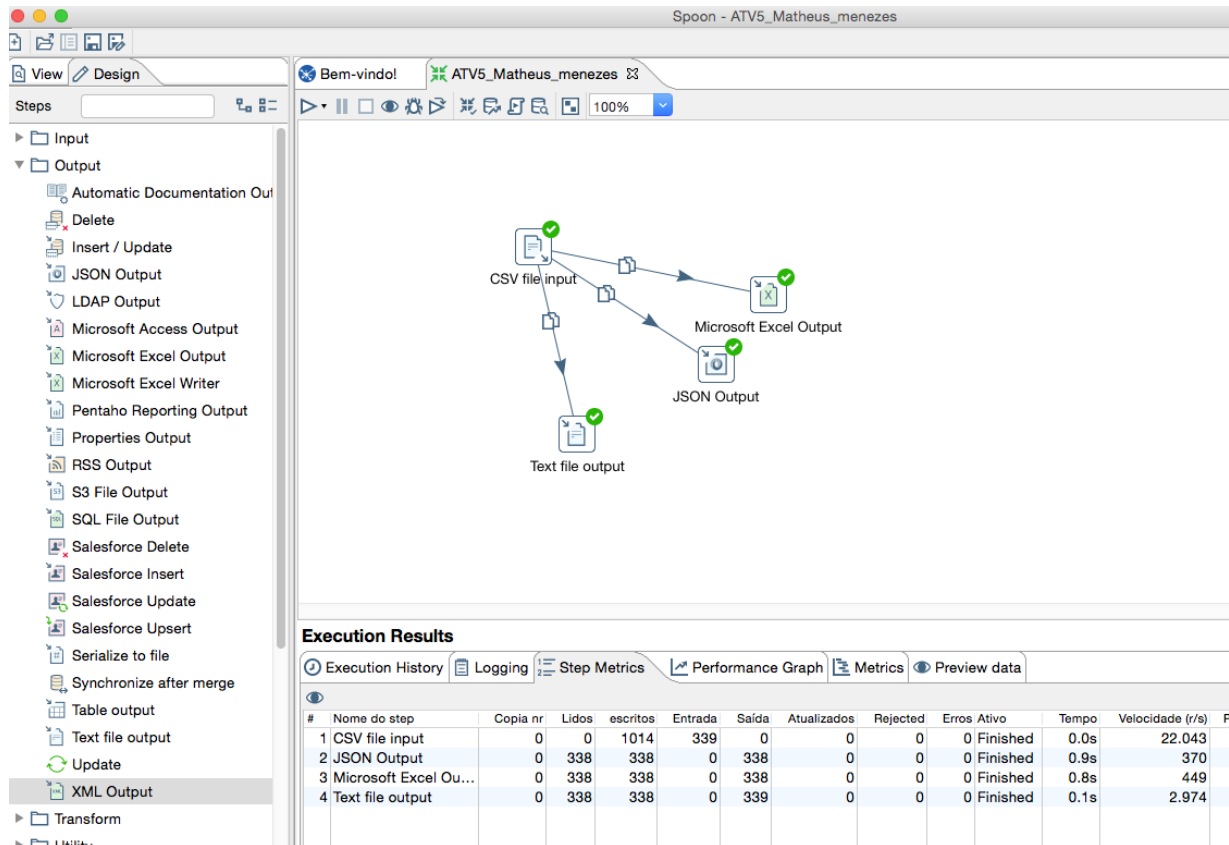 Spoon - ATV5_Matheus_menezes
View Design
Bem-vindo! ATV5_Matheus_menezes
Steps
100%
Input
Output
Automatic Documentation Out
Delete
Insert / Update
JSON Output
LDAP Output
Microsoft Access Output
Microsoft Excel Output
Microsoft Excel Writer
Pentaho Reporting Output
Properties Output
RSS Output
S3 File Output
SQL File Output
Salesforce Delete
Salesforce Insert
Salesforce Update
Salesforce Upsert
Serialize to file
Synchronize after merge
Table output
Text file output
Update
XML Output
Transform
Utility
CSV file input
Microsoft Excel Output
JSON Output
Text file output
Execution Results
Execution History Logging Step Metrics Performance Graph Metrics Preview data
# Nome do step Copia nr Lidos escritos Entrada Saída Atualizados Rejected Erros Ativo Tempo Velocidade (r/s) P
1 CSV file input 0 0 1014 339 0 0 0 0 Finished 0.0s 22.043
2 JSON Output 0 338 338 0 338 0 0 0 Finished 0.9s 370
3 Microsoft Excel Ou... 0 338 338 0 338 0 0 0 Finished 0.8s 449
4 Text file output 0 338 338 0 339 0 0 0 Finished 0.1s 2.974